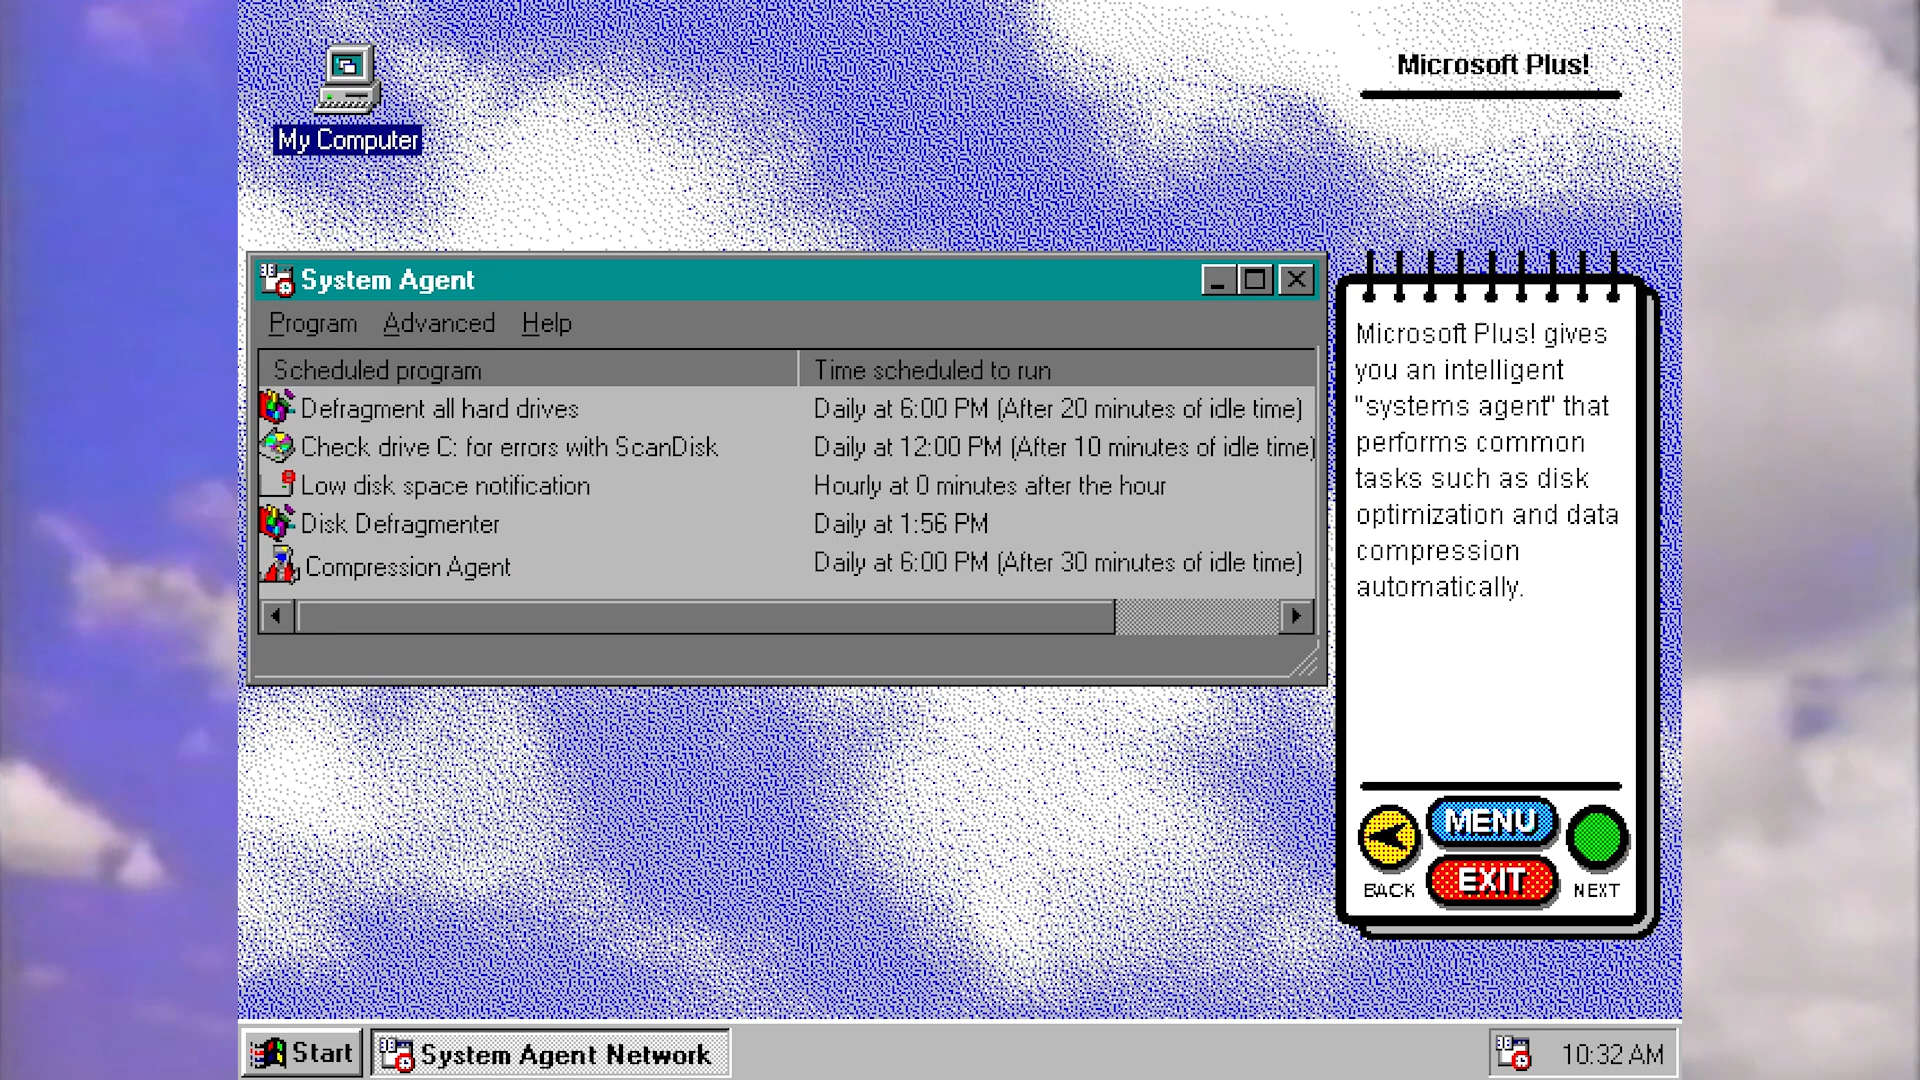 Microsoft Plus!
My Computer
System Agent
Program Advanced Help
Scheduled program Time scheduled to run
Defragment all hard drives Daily at 6:00 PM (After 20 minutes of idle time)
Check drive C: for errors with ScanDisk Daily at 12:00 PM (After 10 minutes of idle time)
Low disk space notification Hourly at 0 minutes after the hour
Disk Defragmenter Daily at 1:56 PM
Compression Agent Daily at 6:00 PM (After 30 minutes of idle time)
Microsoft Plus! gives
you an intelligent
"systems agent" that
performs common
tasks such as disk
optimization and data
compression
automatically.
MENU
EXIT
BACK NEXT
Start System Agent Network 10:32 AM